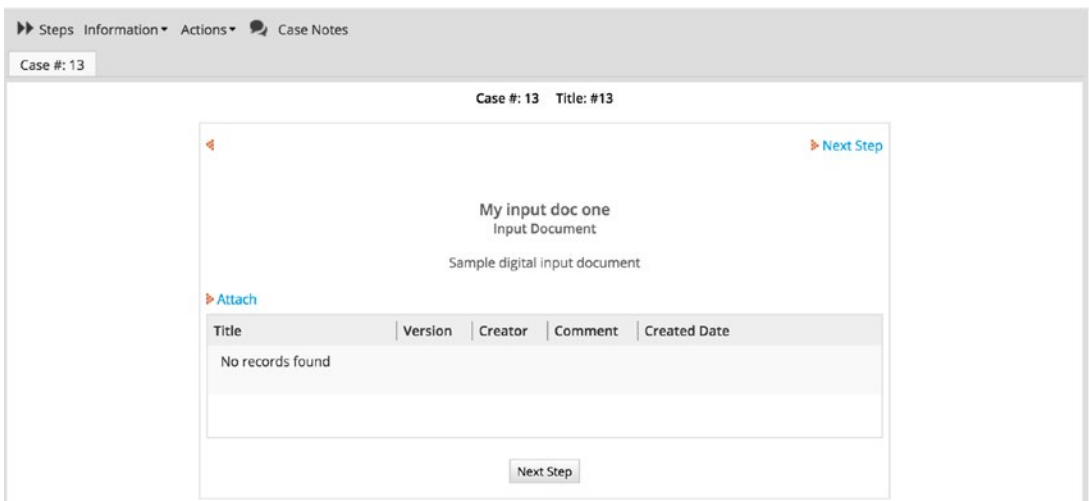 Steps Information Actions Case Notes
Case #: 13
Case #: 13 Title: #13
Next Step
My input doc one
Input Document
Sample digital input document
Attach
Title Version Creator Comment Created Date
No records found
Next Step